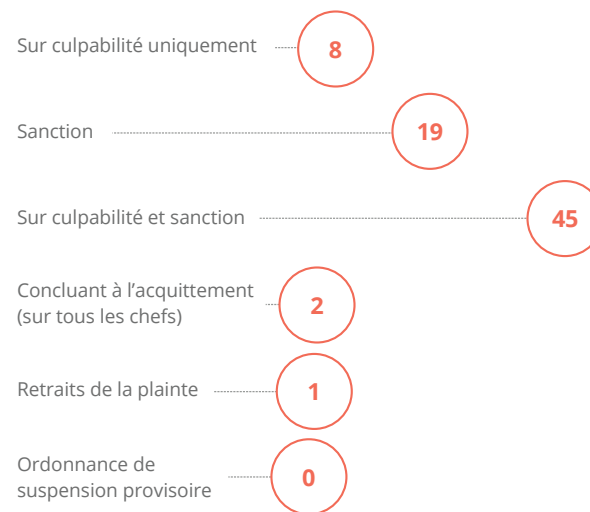 Sur culpabilité uniquement 8
Sanction 19
Sur culpabilité et sanction 45
Concluant à l'acquittement
(sur tous les chefs) 2
Retraits de la plainte 1
Ordonnance de
suspension provisoire 0